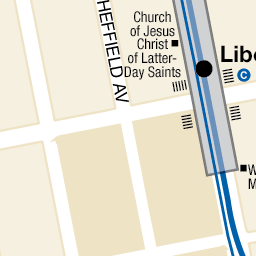 Church
of Jesus
Christ
of Latter-
Day Saints
HEFFIELD AV
Libe
C
W
M